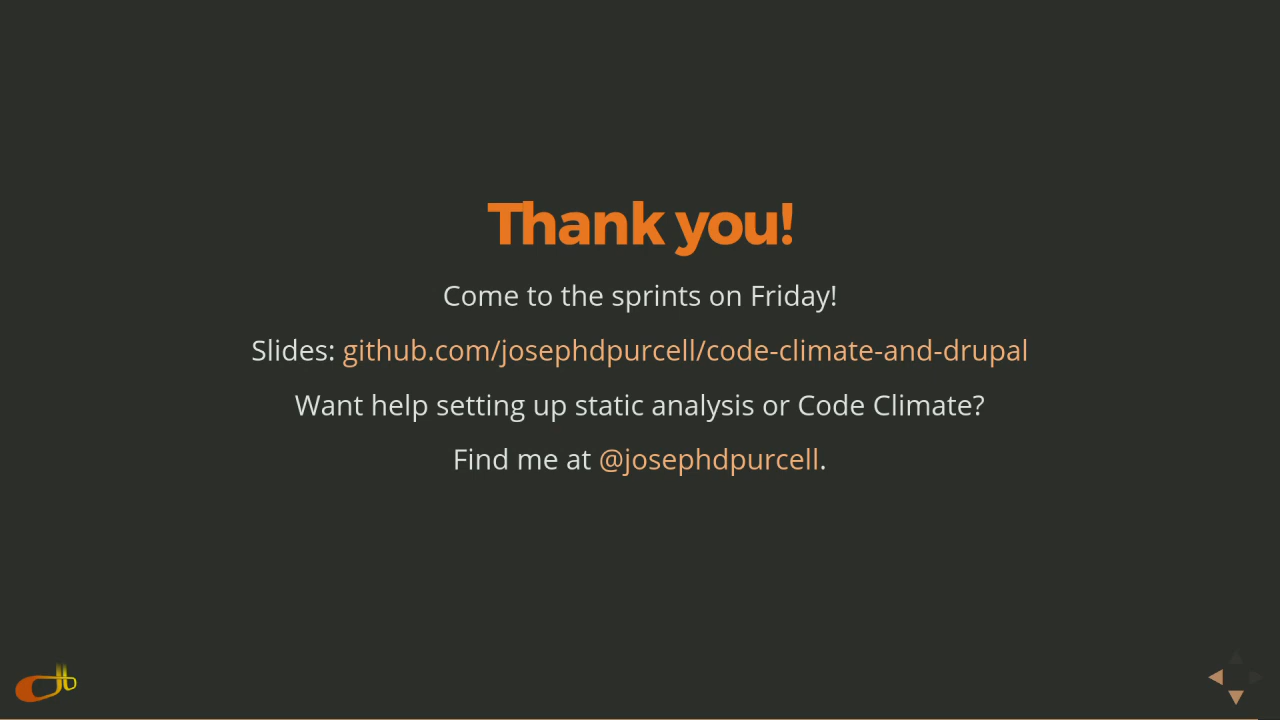 Thank you!
Come to the sprints on Friday!
Slides: github.com/josephdpurcell/code-climate-and-drupal
Want help setting up static analysis or Code Climate?
Find me at @josephdpurcell.